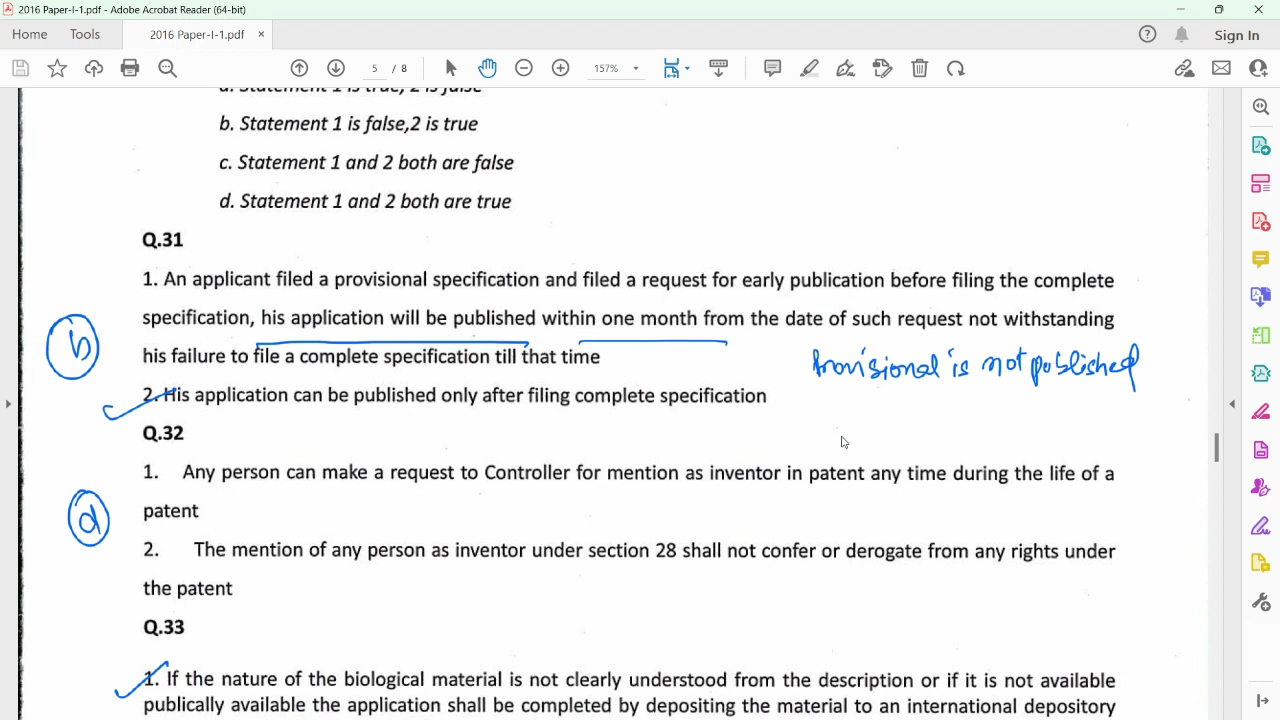 2016 Paper-I-1.pdf - Adobe Acrobat Reader (64-bit)
Home Tools 2016 Paper-I-1.pdf × Sign In
5 / 8 157%
a. Statement 1 is true, 2 is false
b. Statement 1 is false,2 is true
c. Statement 1 and 2 both are false
d. Statement 1 and 2 both are true
Q.31
1. An applicant filed a provisional specification and filed a request for early publication before filing the complete
specification, his application will be published within one month from the date of such request not withstanding
b
his failure to file a complete specification till that time
Provisional is not published
2. His application can be published only after filing complete specification
Q.32
1. Any person can make a request to Controller for mention as inventor in patent any time during the life of a
patent
d
2. The mention of any person as inventor under section 28 shall not confer or derogate from any rights under
the patent
Q.33
1. If the nature of the biological material is not clearly understood from the description or if it is not available
publically available the application shall be completed by depositing the material to an international depository